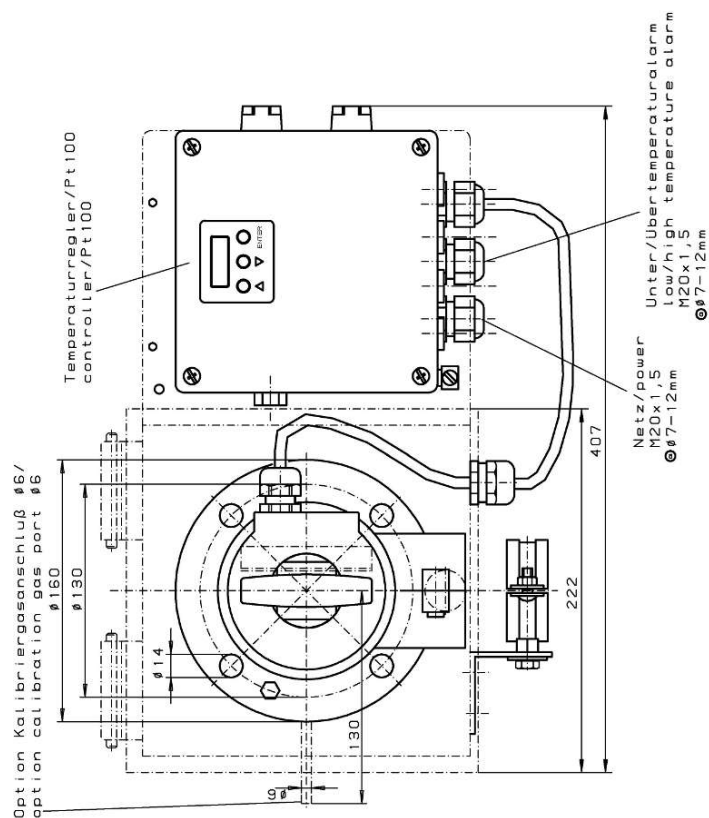 Temperaturregler/Pt100
controller/Pt100
ENTER
Unter/Übertemperaturalarm
low/high temperature alarm
M20x1,5
ø7-12mm
Netz/power
M20x1,5
ø7-12mm
Option Kalibriergasanschluß ø6/
option calibration gas port ø6
ø160
ø130
ø14
130
ø6
222
407